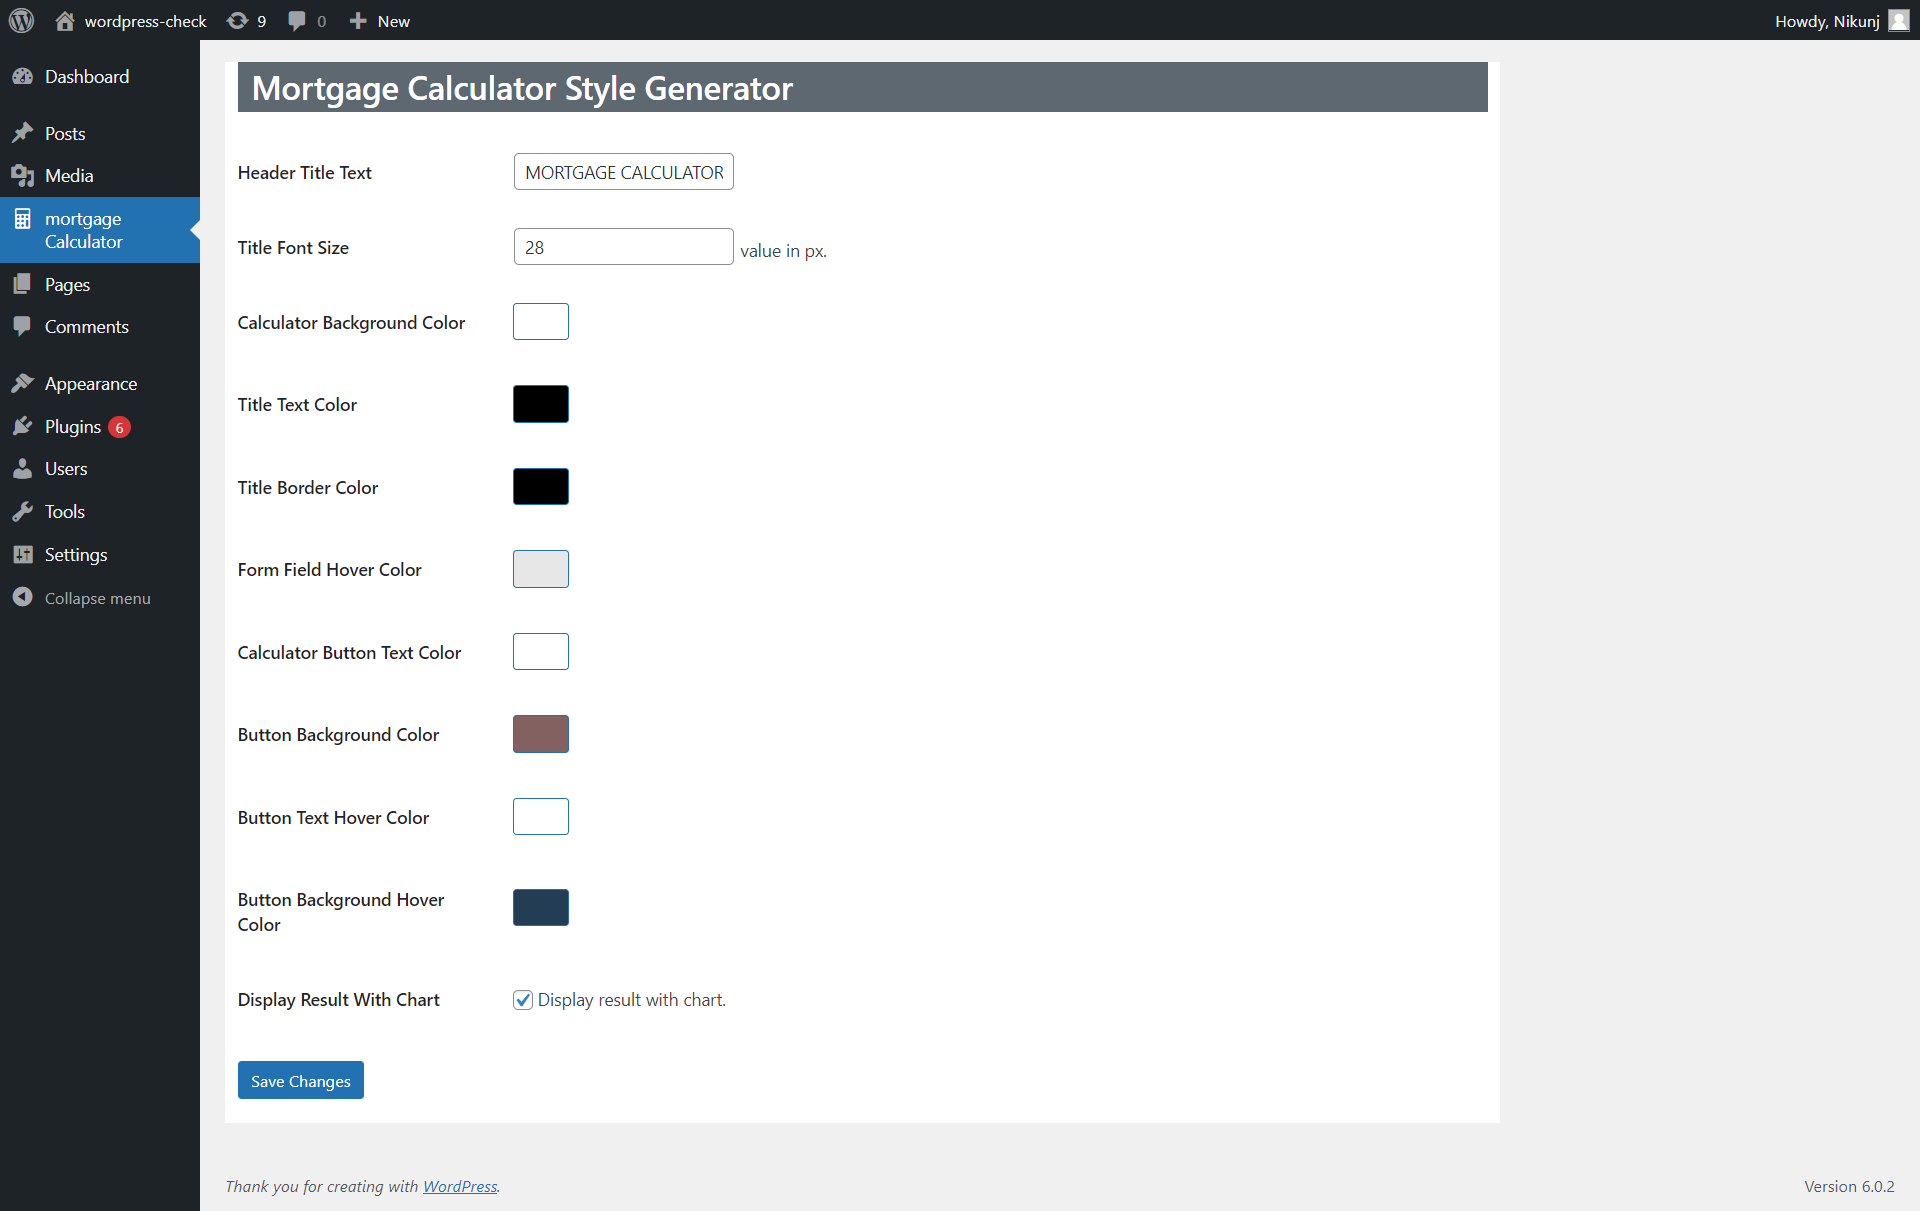 wordpress-check 9 0 New Howdy, Nikunj
Dashboard
Posts
Media
mortgage
Calculator
Pages
Comments
Appearance
Plugins 6
Users
Tools
Settings
Collapse menu
Mortgage Calculator Style Generator
Header Title Text MORTGAGE CALCULATOR
Title Font Size 28 value in px.
Calculator Background Color
Title Text Color
Title Border Color
Form Field Hover Color
Calculator Button Text Color
Button Background Color
Button Text Hover Color
Button Background Hover
Color
Display Result With Chart Display result with chart.
Save Changes
Thank you for creating with WordPress. Version 6.0.2